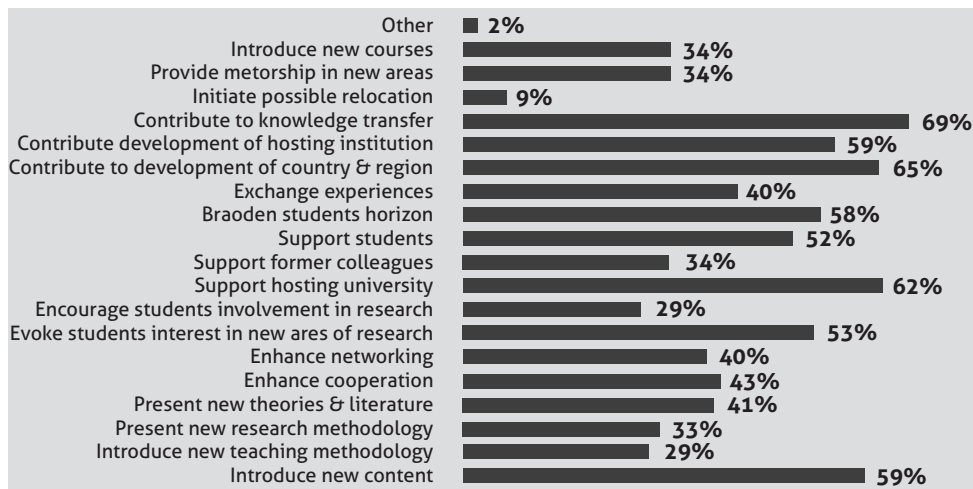 Other 2%
Introduce new courses 34%
Provide metorship in new areas 34%
Initiate possible relocation 9%
Contribute to knowledge transfer 69%
Contribute development of hosting institution 59%
Contribute to development of country & region 65%
Exchange experiences 40%
Braoden students horizon 58%
Support students 52%
Support former colleagues 34%
Support hosting university 62%
Encourage students involvement in research 29%
Evoke students interest in new ares of research 53%
Enhance networking 40%
Enhance cooperation 43%
Present new theories & literature 41%
Present new research methodology 33%
Introduce new teaching methodology 29%
Introduce new content 59%